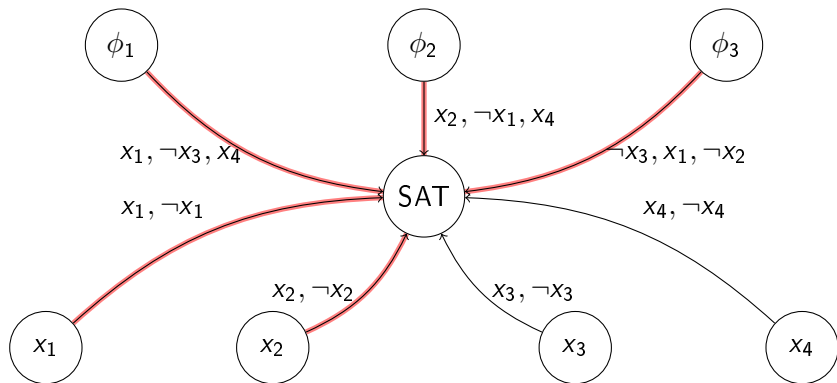 ϕ₁
ϕ₂
ϕ₃
x₂, ¬x₁, x₄
x₁, ¬x₃, x₄
¬x₃, x₁, ¬x₂
SAT
x₁, ¬x₁
x₄, ¬x₄
x₂, ¬x₂
x₃, ¬x₃
x₁
x₂
x₃
x₄